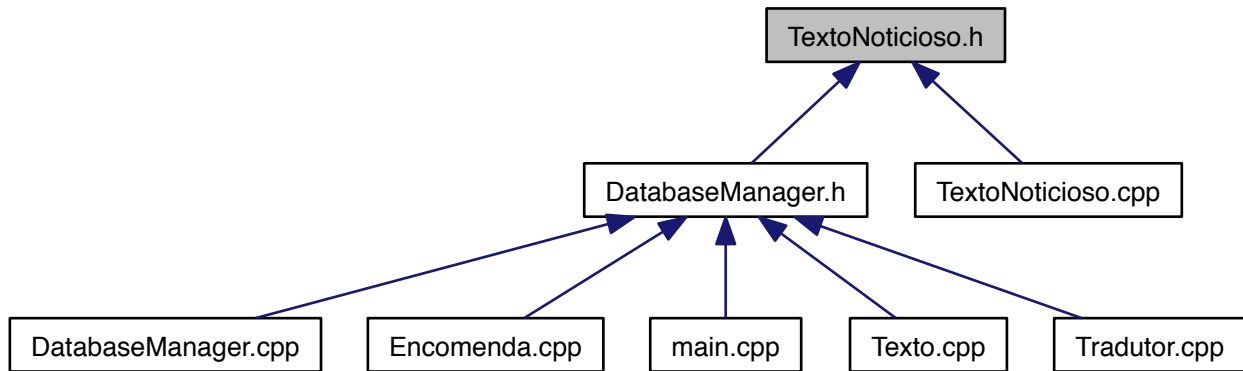 TextoNoticioso.h
DatabaseManager.h
TextoNoticioso.cpp
DatabaseManager.cpp
Encomenda.cpp
main.cpp
Texto.cpp
Tradutor.cpp